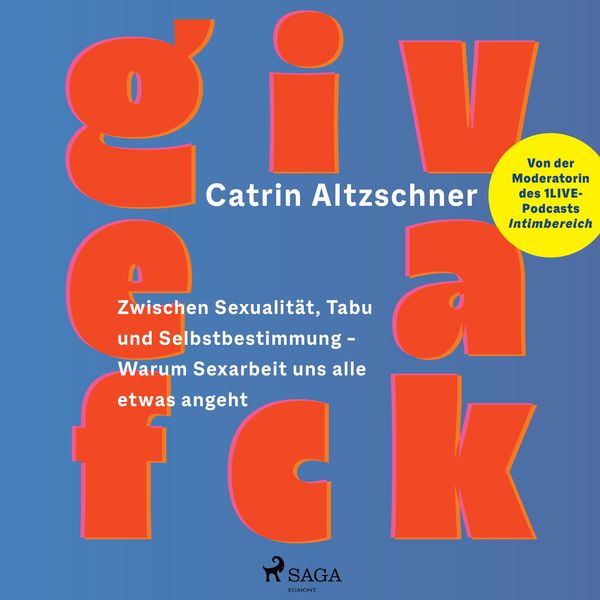 giv
Catrin Altzschner
Von der
Moderatorin
des 1LIVE-
Podcasts
Intimbereich
e a
Zwischen Sexualität, Tabu
und Selbstbestimmung –
Warum Sexarbeit uns alle
etwas angeht
fck
SAGA
EGMONT